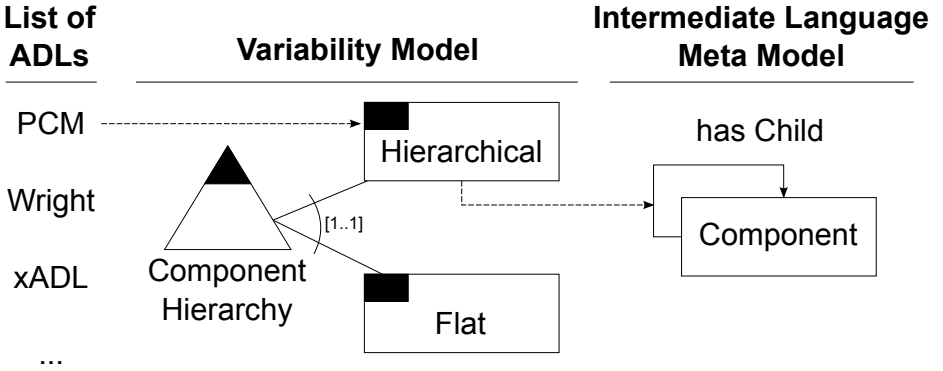 List of
ADLs
Variability Model
Intermediate Language
Meta Model
PCM
Wright
xADL
...
Hierarchical
[1..1]
Component
Hierarchy
Flat
has Child
Component